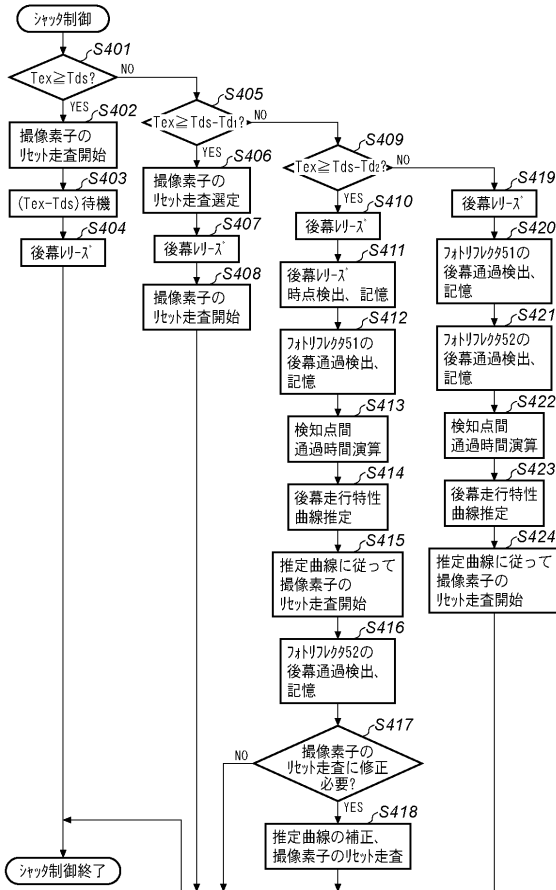 シャッタ制御
S401
Tex≧Tds?
NO
YES
S402
撮像素子の
リセット走査開始
S403
(Tex-Tds)待機
S404
後幕レリーズ
S405
Tex≧Tds-Td1?
NO
YES
S406
撮像素子の
リセット走査選定
S407
後幕レリーズ
S408
撮像素子の
リセット走査開始
S409
Tex≧Tds-Td2?
NO
YES
S410
後幕レリーズ
S411
後幕レリーズ
時点検出、記憶
S412
フォトリフレクタ51の
後幕通過検出、
記憶
S413
検知点間
通過時間演算
S414
後幕走行特性
曲線推定
S415
推定曲線に従って
撮像素子の
リセット走査開始
S416
フォトリフレクタ52の
後幕通過検出、
記憶
S417
撮像素子の
リセット走査に修正
必要?
NO
YES
S418
推定曲線の補正、
撮像素子のリセット走査
S419
後幕レリーズ
S420
フォトリフレクタ51の
後幕通過検出、
記憶
S421
フォトリフレクタ52の
後幕通過検出、
記憶
S422
検知点間
通過時間演算
S423
後幕走行特性
曲線推定
S424
推定曲線に従って
撮像素子の
リセット走査開始
シャッタ制御終了